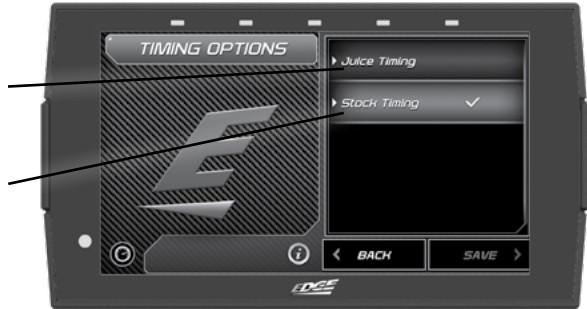 TIMING OPTIONS
Juice Timing
Stock Timing
BACK
SAVE
EDGE